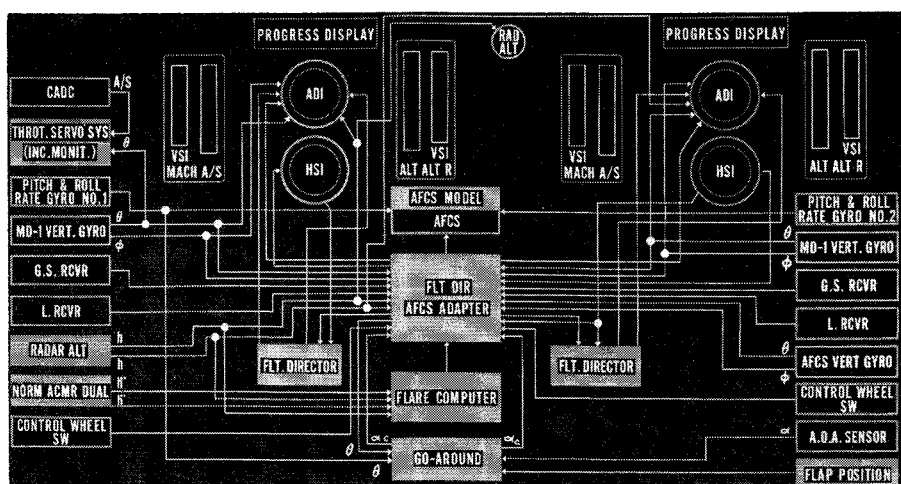 PROGRESS DISPLAY
RAD
ALT
PROGRESS DISPLAY
A/S
CADC
THROT. SERVO SYS
(INC. MONIT.)
θ
PITCH & ROLL
RATE GYRO NO.1
θ
MD-1 VERT. GYRO
φ
G.S. RCVR
L. RCVR
h
RADAR ALT
h
NORM ACMR DUAL
h̋
h̋
CONTROL WHEEL
SW
VSI
MACH A/S
ADI
HSI
VSI
ALT ALT R
AFCS MODEL
AFCS
FLT DIR
AFCS ADAPTER
FLT. DIRECTOR
FLARE COMPUTER
αc
αc
θ
GO-AROUND
θ
VSI
MACH A/S
ADI
HSI
VSI
ALT ALT R
FLT. DIRECTOR
PITCH & ROLL
RATE GYRO NO.2
θ
MD-1 VERT. GYRO
φ
G.S. RCVR
L. RCVR
θ
AFCS VERT GYRO
φ
CONTROL WHEEL
SW
α
A.O.A. SENSOR
FLAP POSITION